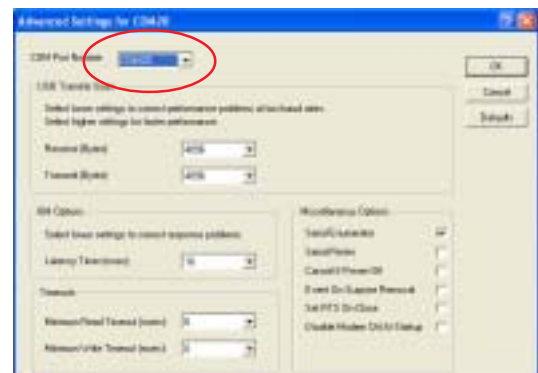 Advanced Settings for COM20
COM Port Number: COM20
OK
USB Transfer Sizes
Cancel
Select lower settings to correct performance problems at low baud rates.
Defaults
Select higher settings for faster performance.
Receive (Bytes): 4096
Transmit (Bytes): 4096
BM Options
Miscellaneous Options
Select lower settings to correct response problems.
Serial Enumerator
Serial Printer
Latency Timer (msec):
Cancel If Power Off
Event On Surprise Removal
Timeouts
Set RTS On Close
Minimum Read Timeout (msec):
Disable Modem Ctrl At Startup
Minimum Write Timeout (msec):